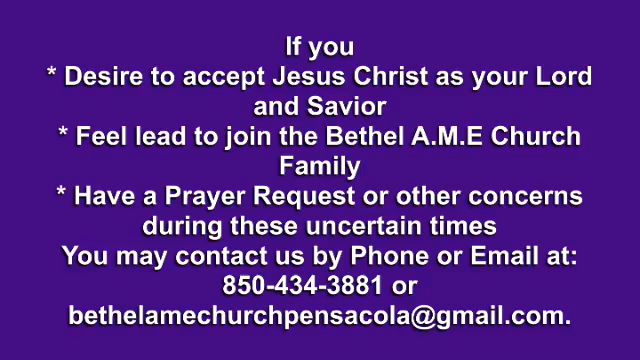 If you
* Desire to accept Jesus Christ as your Lord
and Savior
* Feel lead to join the Bethel A.M.E Church
Family
* Have a Prayer Request or other concerns
during these uncertain times
You may contact us by Phone or Email at:
850-434-3881 or
bethelamechurchpensacola@gmail.com.